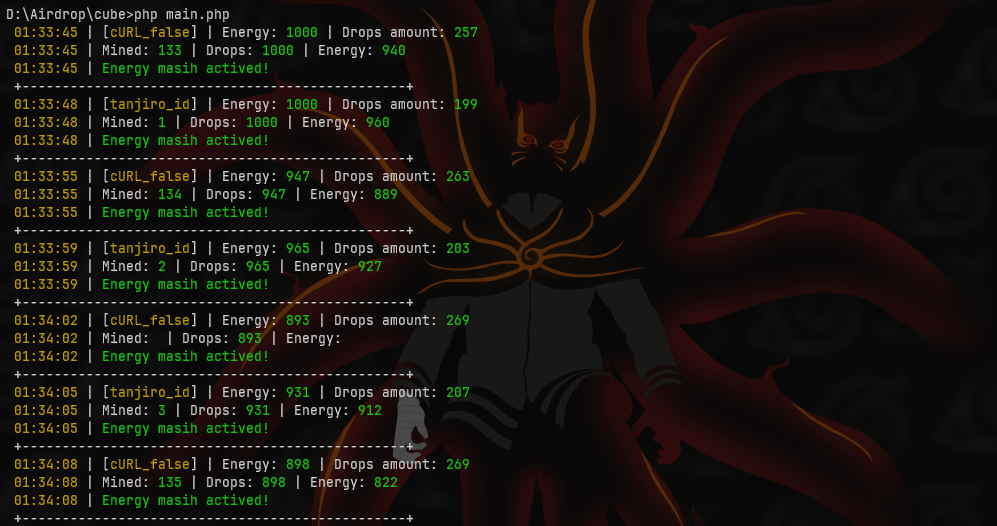 D:\Airdrop\cube>php main.php
01:33:45 | [cURL_false] | Energy: 1000 | Drops amount: 257
01:33:45 | Mined: 133 | Drops: 1000 | Energy: 940
01:33:45 | Energy masih actived!
+------------------------------------------------+
01:33:48 | [tanjiro_id] | Energy: 1000 | Drops amount: 199
01:33:48 | Mined: 1 | Drops: 1000 | Energy: 960
01:33:48 | Energy masih actived!
+------------------------------------------------+
01:33:55 | [cURL_false] | Energy: 947 | Drops amount: 263
01:33:55 | Mined: 134 | Drops: 947 | Energy: 889
01:33:55 | Energy masih actived!
+------------------------------------------------+
01:33:59 | [tanjiro_id] | Energy: 965 | Drops amount: 203
01:33:59 | Mined: 2 | Drops: 965 | Energy: 927
01:33:59 | Energy masih actived!
+------------------------------------------------+
01:34:02 | [cURL_false] | Energy: 893 | Drops amount: 269
01:34:02 | Mined:  | Drops: 893 | Energy:
01:34:02 | Energy masih actived!
+------------------------------------------------+
01:34:05 | [tanjiro_id] | Energy: 931 | Drops amount: 207
01:34:05 | Mined: 3 | Drops: 931 | Energy: 912
01:34:05 | Energy masih actived!
+------------------------------------------------+
01:34:08 | [cURL_false] | Energy: 898 | Drops amount: 269
01:34:08 | Mined: 135 | Drops: 898 | Energy: 822
01:34:08 | Energy masih actived!
+------------------------------------------------+